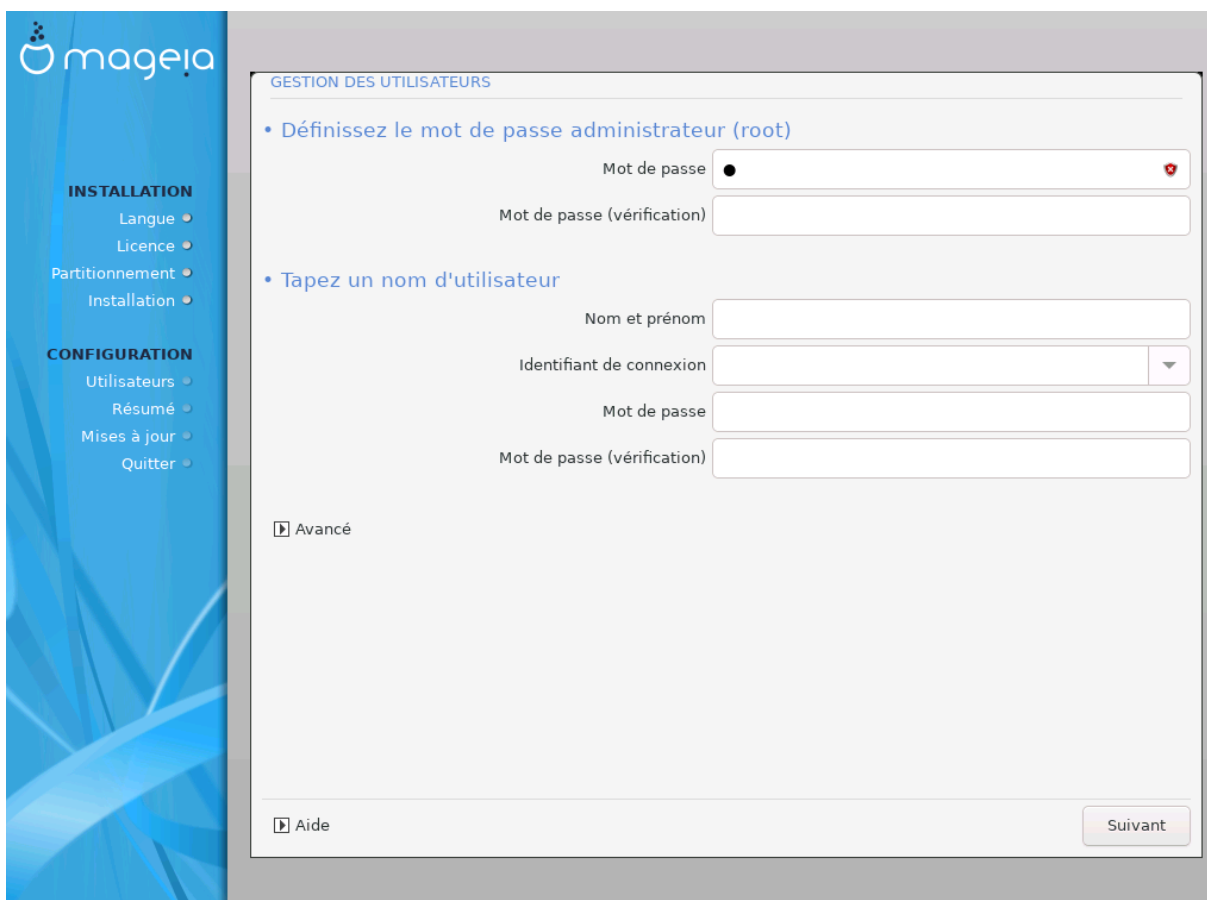 mageia
INSTALLATION
Langue
Licence
Partitionnement
Installation
CONFIGURATION
Utilisateurs
Résumé
Mises à jour
Quitter
GESTION DES UTILISATEURS
• Définissez le mot de passe administrateur (root)
Mot de passe ●
Mot de passe (vérification)
• Tapez un nom d'utilisateur
Nom et prénom
Identifiant de connexion
Mot de passe
Mot de passe (vérification)
Avancé
Aide
Suivant